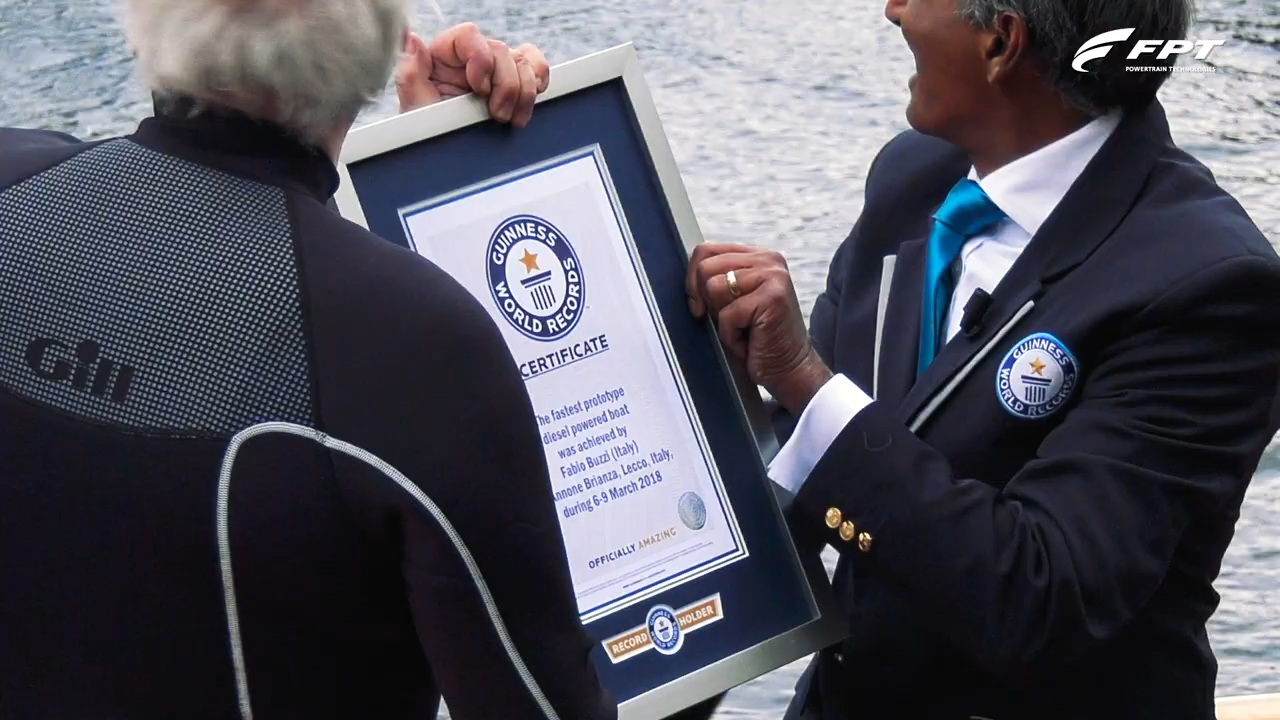 FPT
POWERTRAIN TECHNOLOGIES
Gill
GUINNESS
WORLD RECORDS
CERTIFICATE
The fastest prototype
diesel powered boat
was achieved by
Fabio Buzzi (Italy)
Annone Brianza, Lecco, Italy,
during 6-9 March 2018
OFFICIALLY AMAZING
RECORD HOLDER
GUINNESS
WORLD RECORDS